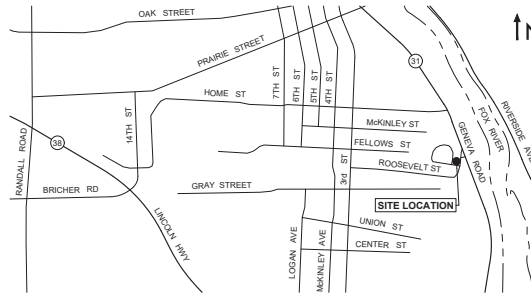 OAK STREET
N
PRAIRIE STREET
31
RIVERSIDE AVE
7TH ST
6TH ST
5TH ST
4TH ST
HOME ST
FOX RIVER
McKINLEY ST
14TH ST
38
RANDALL ROAD
FELLOWS ST
GENEVA ROAD
3rd ST
ROOSEVELT ST
BRICHER RD
GRAY STREET
SITE LOCATION
LINCOLN HWY
UNION ST
CENTER ST
LOGAN AVE
McKINLEY AVE